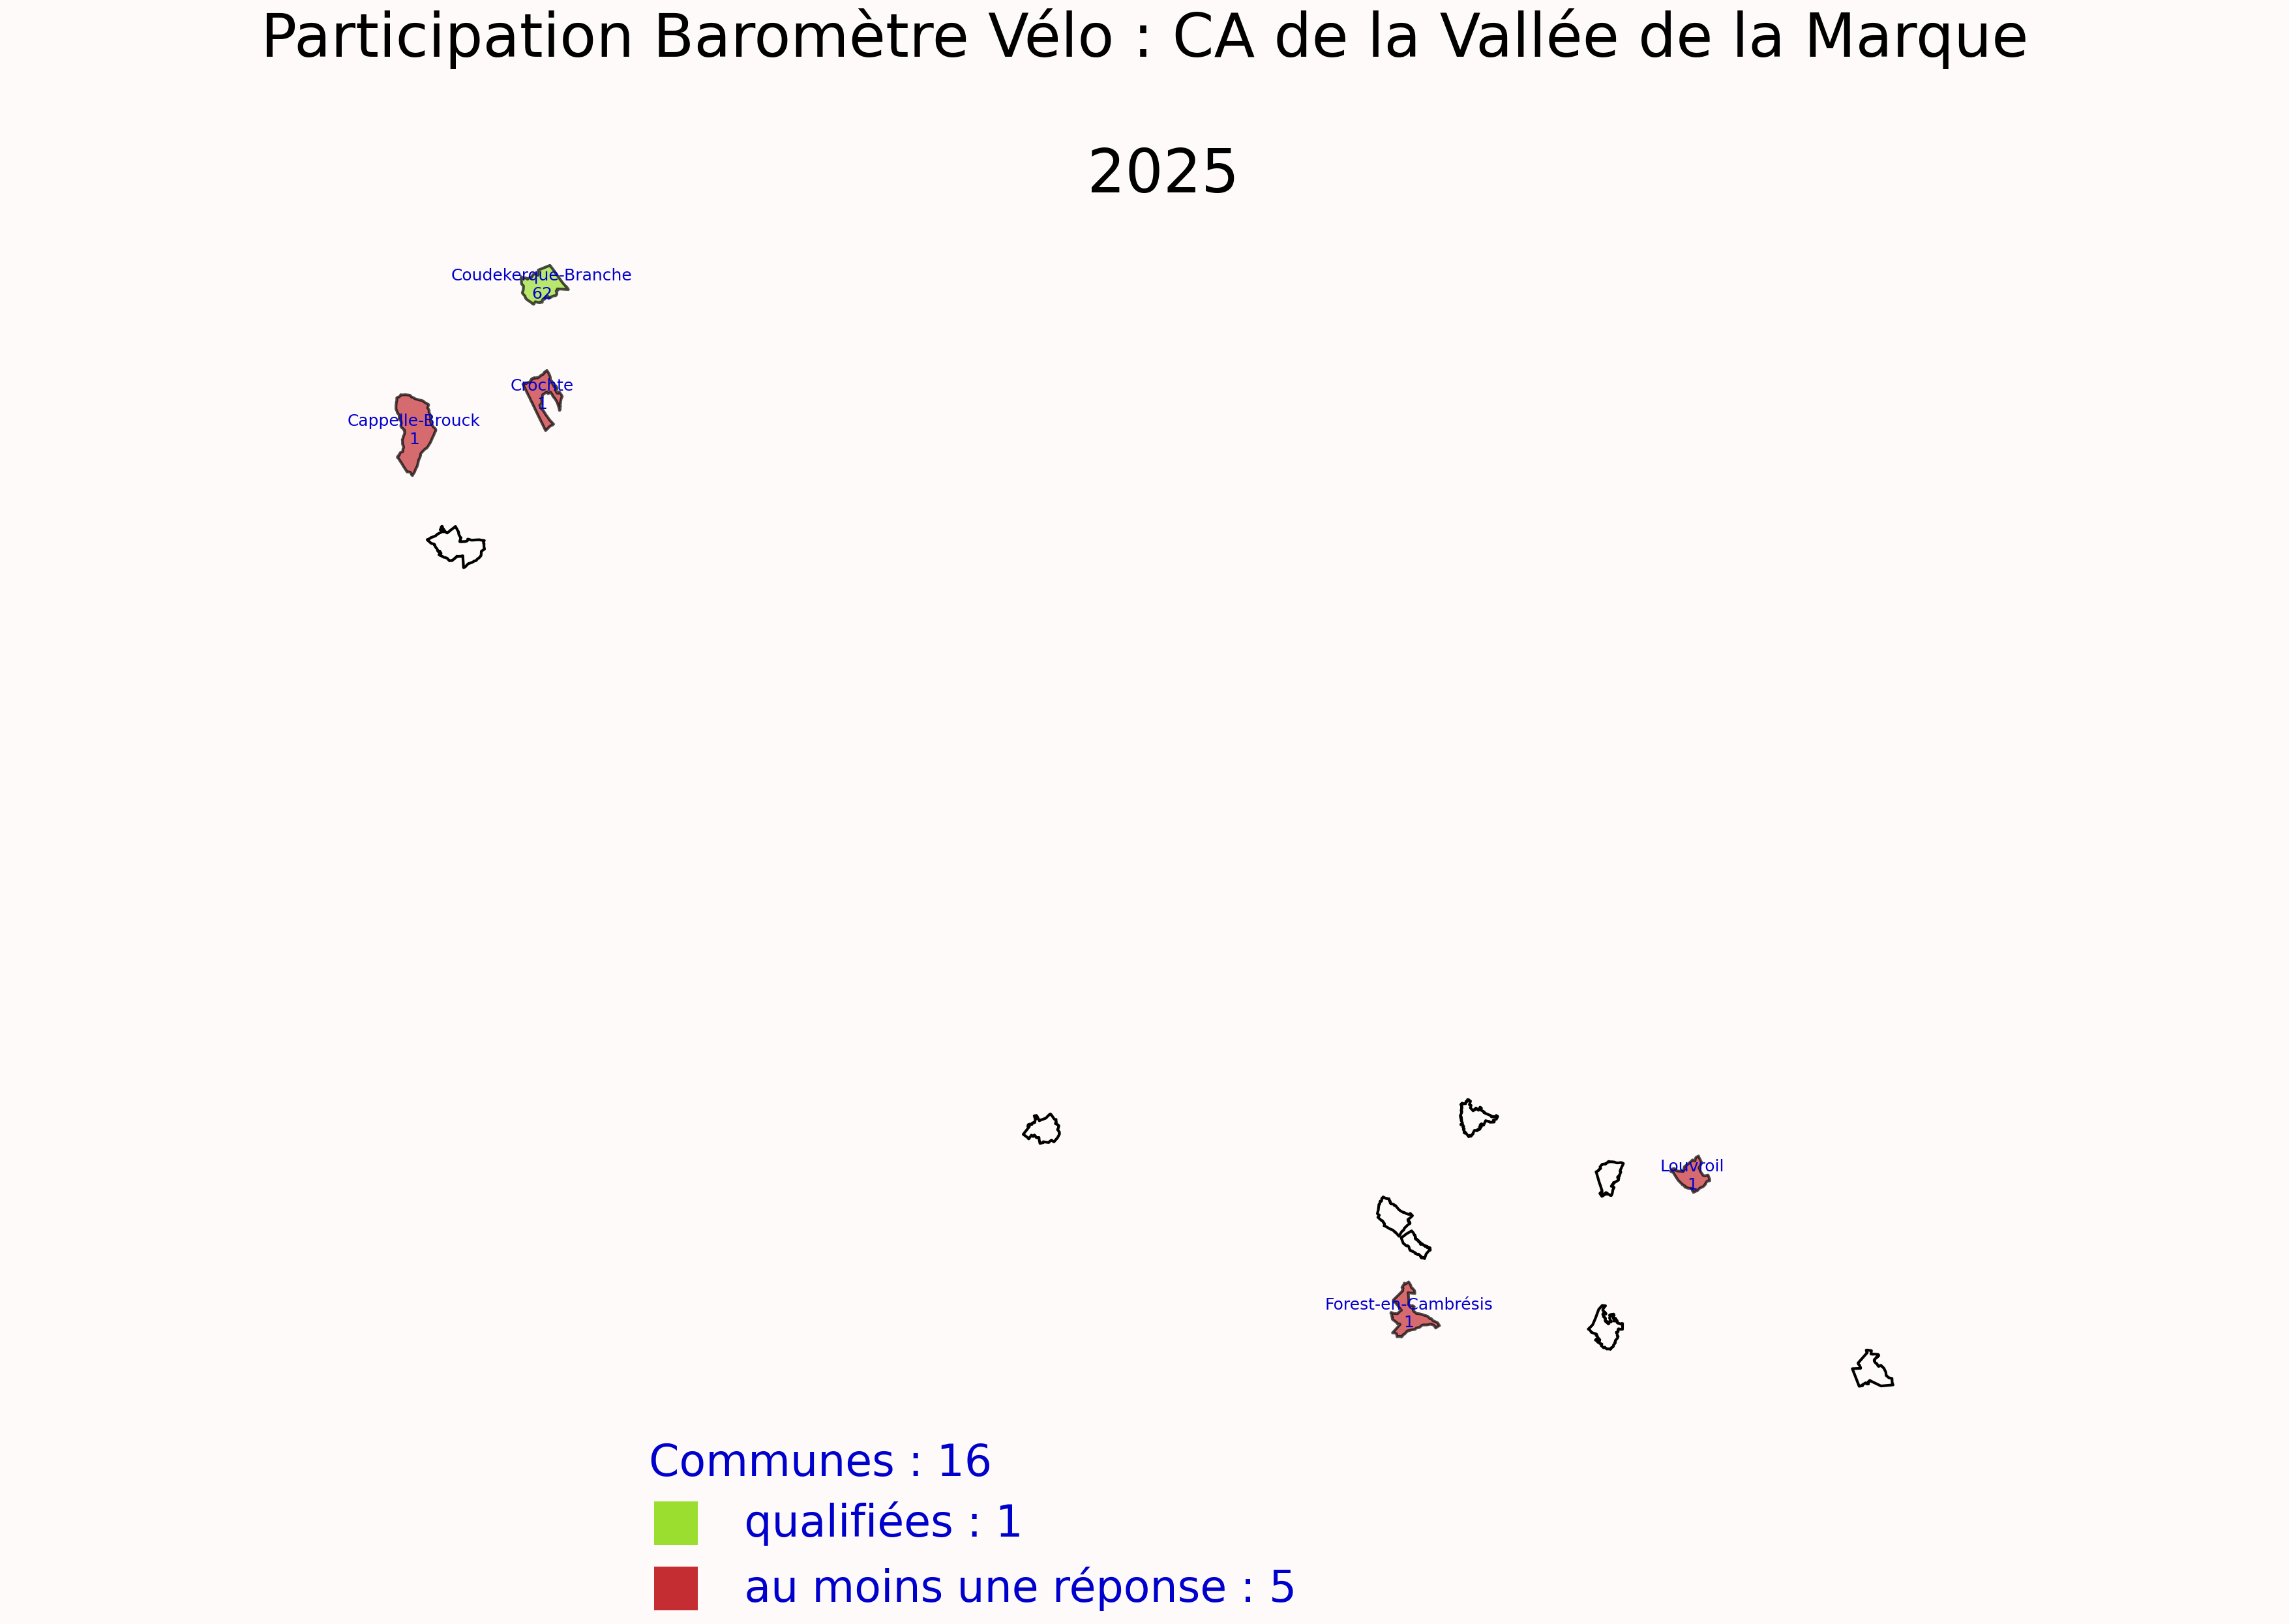 Participation Baromètre Vélo : CA de la Vallée de la Marque
2025
Coudekerque-Branche
62
Crochte
1
Cappelle-Brouck
1
Louvroil
1
Forest-en-Cambrésis
1
Communes : 16
qualifiées : 1
au moins une réponse : 5